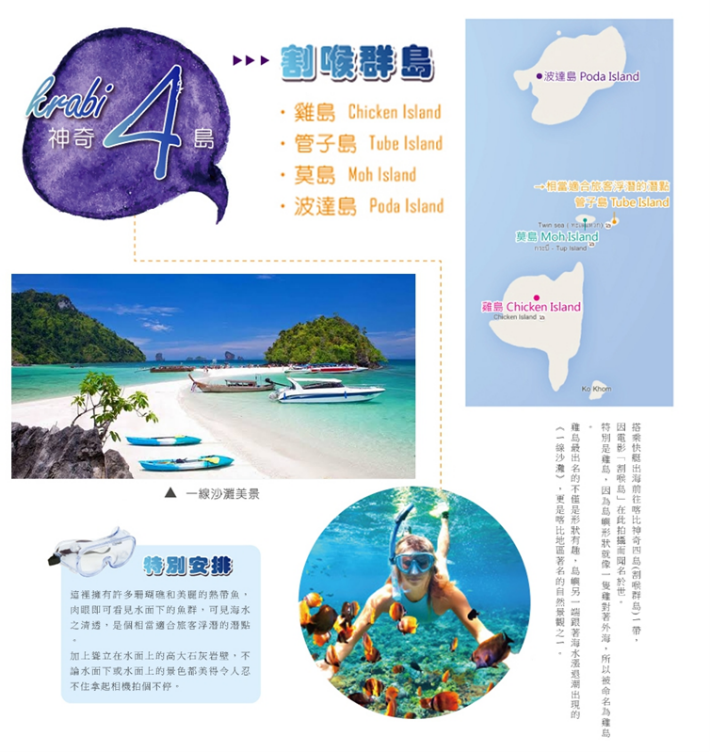 krabi
神奇4島
▶▶▶ 割喉群島
・雞島 Chicken Island
・管子島 Tube Island
・莫島 Moh Island
・波達島 Poda Island
波達島 Poda Island
→相當適合旅客浮潛的潛點
管子島 Tube Island
Twin sea
莫島 Moh Island
Tup Island
雞島 Chicken Island
Chicken Island
Ko Khom
▲ 一線沙灘美景
搭乘快艇出海前往喀比神奇四島(割喉群島)一帶，
因電影「割喉島」在此拍攝而聞名於世。
特別是雞島，因為島嶼形狀就像一隻雞對著外海，所以被命名為雞島
。
雞島最出名的不僅是形狀有趣，島嶼另一端跟著海水漲退潮出現的
《一線沙灘》，更是喀比地區著名的自然景觀之一。
特別安排
這裡擁有許多珊瑚礁和美麗的熱帶魚，
肉眼即可看見水面下的魚群，可見海水
之清透，是個相當適合旅客浮潛的潛點
。
加上聳立在水面上的高大石灰岩壁，不
論水面下或水面上的景色都美得令人忍
不住拿起相機拍個不停。